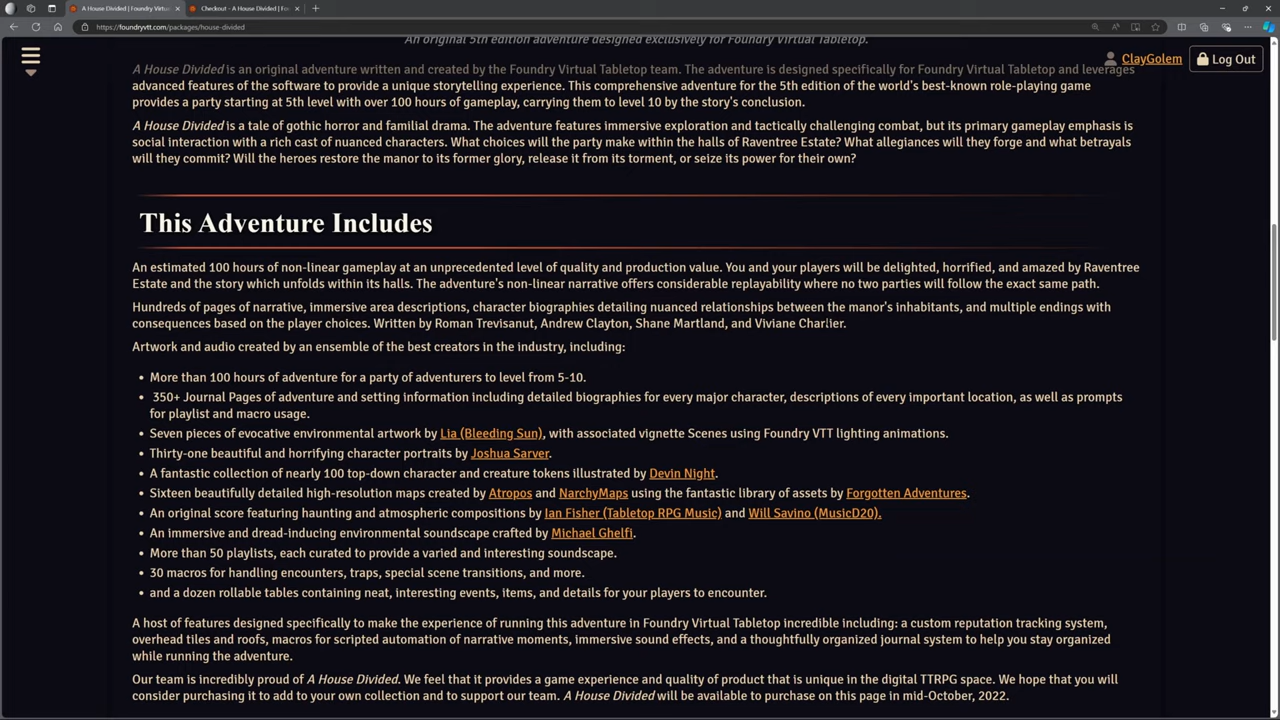 A House Divided | Foundry Virtu
Checkout - A House Divided | Fo
https://foundryvtt.com/packages/house-divided
An original 5th edition adventure designed exclusively for Foundry Virtual Tabletop.
ClayGolem
Log Out
A House Divided is an original adventure written and created by the Foundry Virtual Tabletop team. The adventure is designed specifically for Foundry Virtual Tabletop and leverages
advanced features of the software to provide a unique storytelling experience. This comprehensive adventure for the 5th edition of the world's best-known role-playing game
provides a party starting at 5th level with over 100 hours of gameplay, carrying them to level 10 by the story's conclusion.
A House Divided is a tale of gothic horror and familial drama. The adventure features immersive exploration and tactically challenging combat, but its primary gameplay emphasis is
social interaction with a rich cast of nuanced characters. What choices will the party make within the halls of Raventree Estate? What allegiances will they forge and what betrayals
will they commit? Will the heroes restore the manor to its former glory, release it from its torment, or seize its power for their own?
This Adventure Includes
An estimated 100 hours of non-linear gameplay at an unprecedented level of quality and production value. You and your players will be delighted, horrified, and amazed by Raventree
Estate and the story which unfolds within its halls. The adventure's non-linear narrative offers considerable replayability where no two parties will follow the exact same path.
Hundreds of pages of narrative, immersive area descriptions, character biographies detailing nuanced relationships between the manor's inhabitants, and multiple endings with
consequences based on the player choices. Written by Roman Trevisanut, Andrew Clayton, Shane Martland, and Viviane Charlier.
Artwork and audio created by an ensemble of the best creators in the industry, including:
• More than 100 hours of adventure for a party of adventurers to level from 5-10.
• 350+ Journal Pages of adventure and setting information including detailed biographies for every major character, descriptions of every important location, as well as prompts
for playlist and macro usage.
• Seven pieces of evocative environmental artwork by Lia (Bleeding Sun), with associated vignette Scenes using Foundry VTT lighting animations.
• Thirty-one beautiful and horrifying character portraits by Joshua Sarver.
• A fantastic collection of nearly 100 top-down character and creature tokens illustrated by Devin Night.
• Sixteen beautifully detailed high-resolution maps created by Atropos and NarchyMaps using the fantastic library of assets by Forgotten Adventures.
• An original score featuring haunting and atmospheric compositions by Ian Fisher (Tabletop RPG Music) and Will Savino (MusicD20).
• An immersive and dread-inducing environmental soundscape crafted by Michael Ghelfi.
• More than 50 playlists, each curated to provide a varied and interesting soundscape.
• 30 macros for handling encounters, traps, special scene transitions, and more.
• and a dozen rollable tables containing neat, interesting events, items, and details for your players to encounter.
A host of features designed specifically to make the experience of running this adventure in Foundry Virtual Tabletop incredible including: a custom reputation tracking system,
overhead tiles and roofs, macros for scripted automation of narrative moments, immersive sound effects, and a thoughtfully organized journal system to help you stay organized
while running the adventure.
Our team is incredibly proud of A House Divided. We feel that it provides a game experience and quality of product that is unique in the digital TTRPG space. We hope that you will
consider purchasing it to add to your own collection and to support our team. A House Divided will be available to purchase on this page in mid-October, 2022.